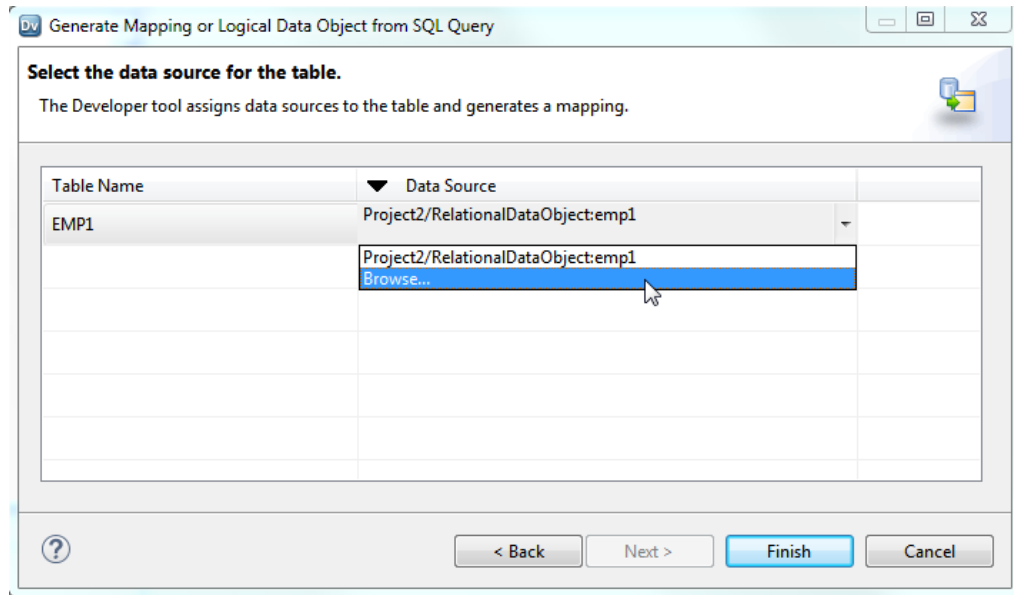 Dv Generate Mapping or Logical Data Object from SQL Query
Select the data source for the table.
The Developer tool assigns data sources to the table and generates a mapping.
Table Name Data Source
EMP1 Project2/RelationalDataObject:emp1
Project2/RelationalDataObject:emp1
Browse...
? < Back Next > Finish Cancel